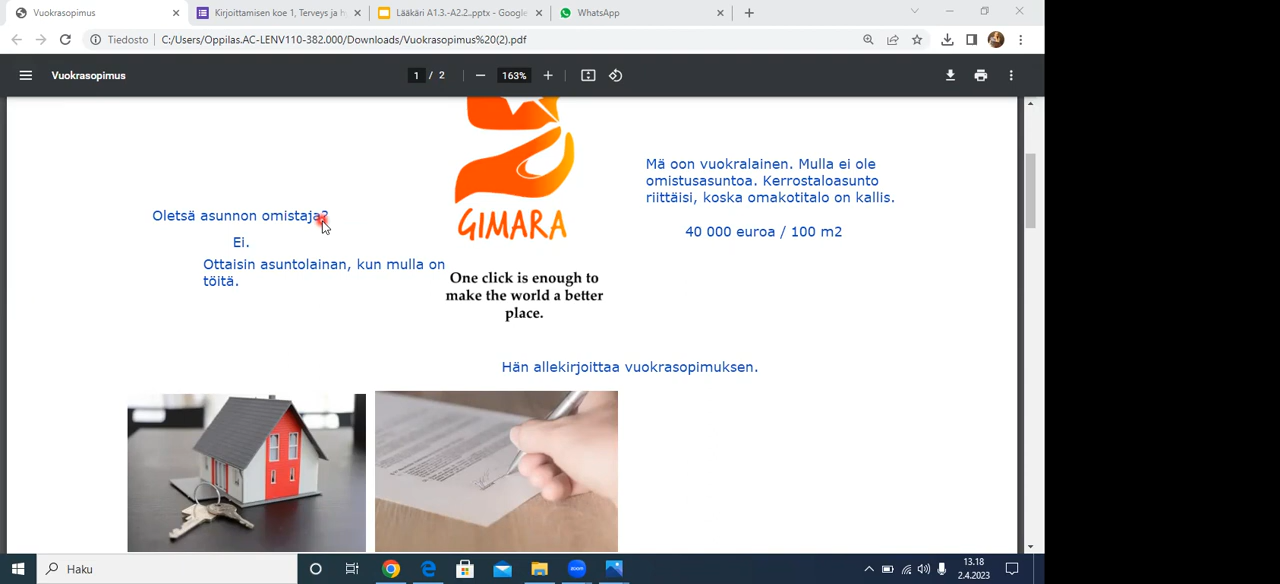 Vuokrasopimus
Kirjoittamisen koe 1, Terveys ja h
Lääkäri A1.3.-A2.2..pptx - Google
WhatsApp
Tiedosto
C:/Users/Oppilas.AC-LENV110-382.000/Downloads/Vuokrasopimus%20(2).pdf
Vuokrasopimus
1 / 2
163%
Mä oon vuokralainen. Mulla ei ole
omistusasuntoa. Kerrostaloasunto
riittäisi, koska omakotitalo on kallis.
40 000 euroa / 100 m2
Oletsä asunnon omistaja?
Ei.
Ottaisin asuntolainan, kun mulla on
töitä.
GIMARA
One click is enough to
make the world a better
place.
Hän allekirjoittaa vuokrasopimuksen.
Haku
zoom
13.18
2.4.2023